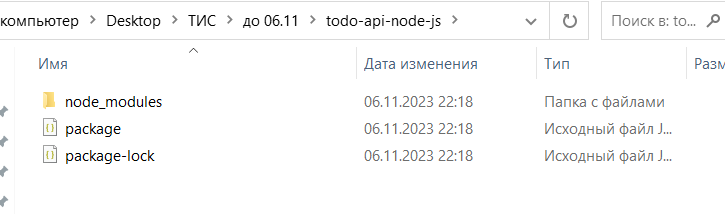 компьютер > Desktop > ТИС > до 06.11 > todo-api-node-js >
Поиск в: to...
Имя Дата изменения Тип Разм
node_modules 06.11.2023 22:18 Папка с файлами
package 06.11.2023 22:18 Исходный файл J...
package-lock 06.11.2023 22:18 Исходный файл J...